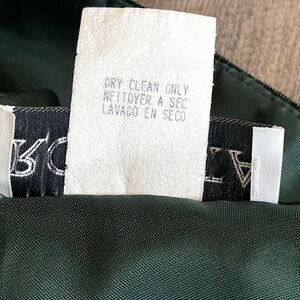 DRY CLEAN ONLY
NETTOYER A SEC
LAVADO EN SECO